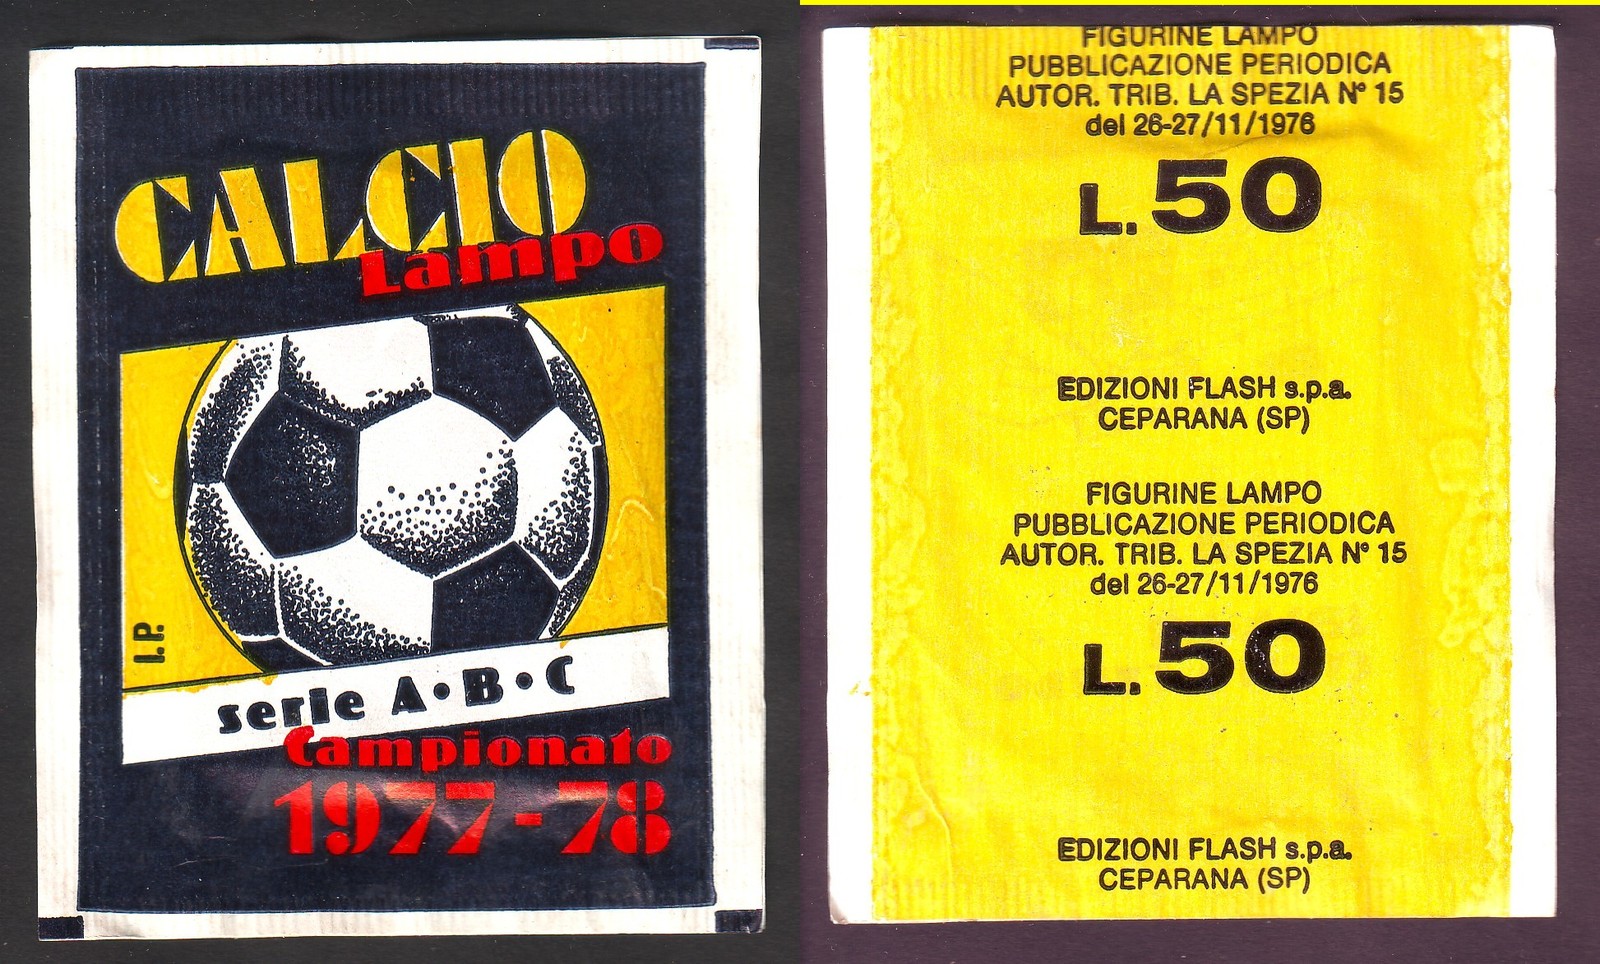 CALCIO
Lampo
I.P.
serie A•B•C
Campionato
1977-78
FIGURINE LAMPO
PUBBLICAZIONE PERIODICA
AUTOR. TRIB. LA SPEZIA N° 15
del 26-27/11/1976
L.50
EDIZIONI FLASH s.p.a.
CEPARANA (SP)
FIGURINE LAMPO
PUBBLICAZIONE PERIODICA
AUTOR. TRIB. LA SPEZIA N° 15
del 26-27/11/1976
L.50
EDIZIONI FLASH s.p.a.
CEPARANA (SP)